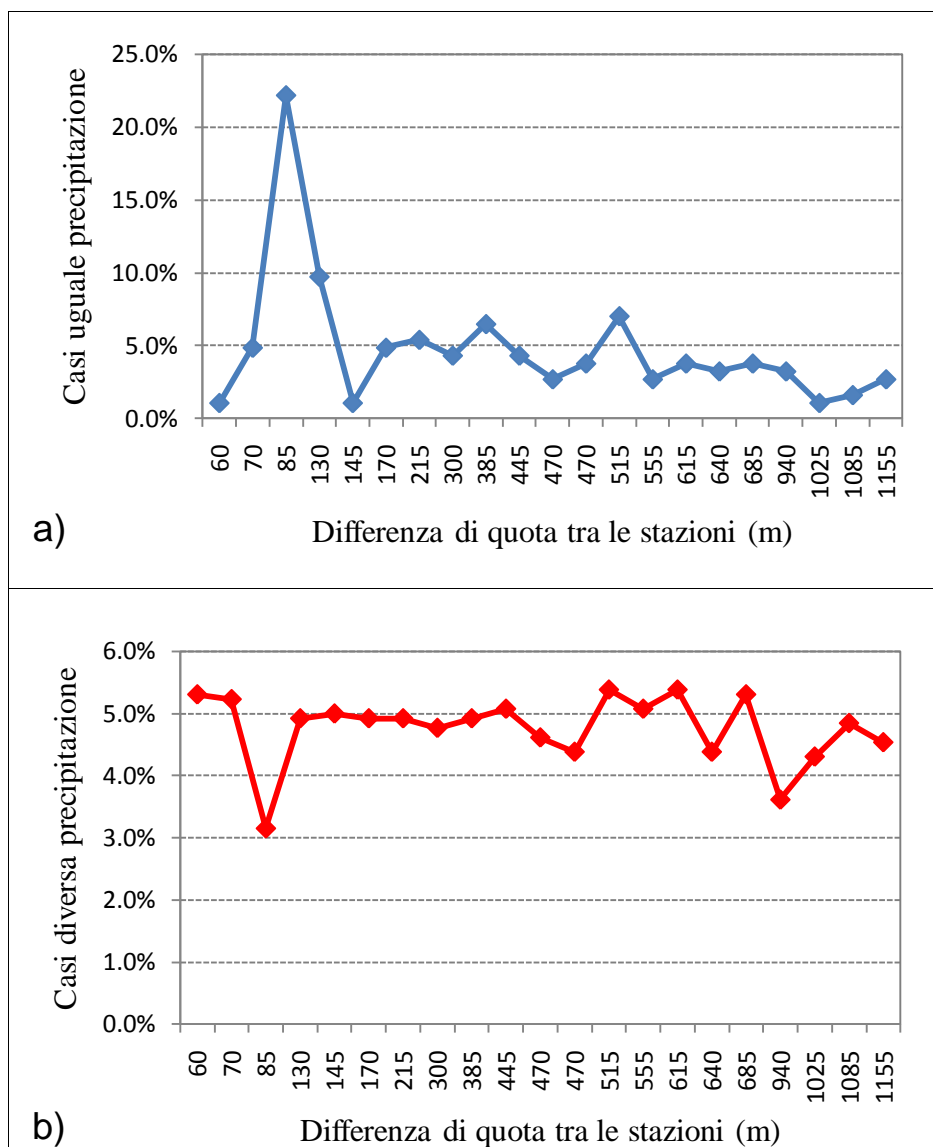 25.0%
20.0%
15.0%
10.0%
5.0%
0.0%
Casi uguale precipitazione
60 70 85 130 145 170 215 300 385 445 470 470 515 555 615 640 685 940 1025 1085 1155
a)
Differenza di quota tra le stazioni (m)
6.0%
5.0%
4.0%
3.0%
2.0%
1.0%
0.0%
Casi diversa precipitazione
60 70 85 130 145 170 215 300 385 445 470 470 515 555 615 640 685 940 1025 1085 1155
b)
Differenza di quota tra le stazioni (m)